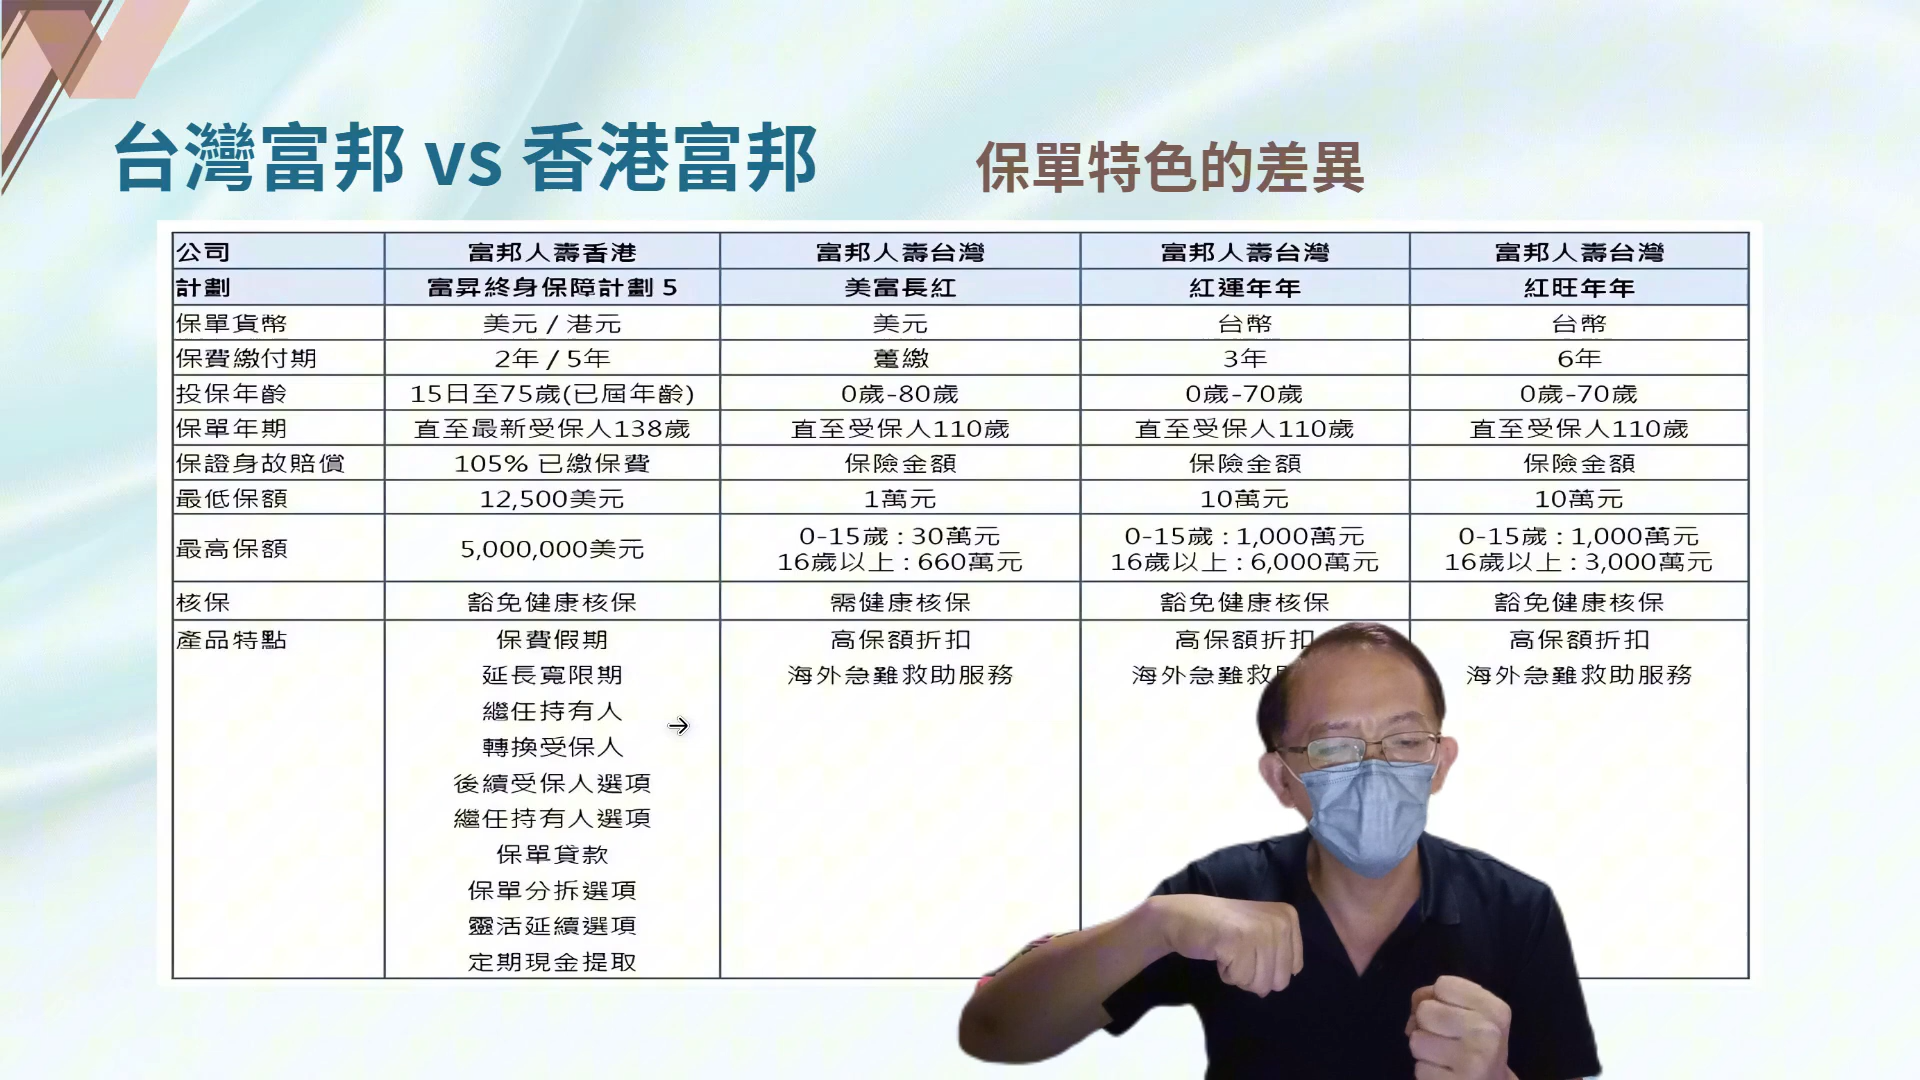 台灣富邦 vs 香港富邦
保單特色的差異
公司 富邦人壽香港 富邦人壽台灣 富邦人壽台灣 富邦人壽台灣
計劃 富昇終身保障計劃 5 美富長紅 紅運年年 紅旺年年
保單貨幣 美元 / 港元 美元 台幣 台幣
保費繳付期 2年 / 5年 躉繳 3年 6年
投保年齡 15日至75歲(已屆年齡) 0歲-80歲 0歲-70歲 0歲-70歲
保單年期 直至最新受保人138歲 直至受保人110歲 直至受保人110歲 直至受保人110歲
保證身故賠償 105% 已繳保費 保險金額 保險金額 保險金額
最低保額 12,500美元 1萬元 10萬元 10萬元
最高保額 5,000,000美元 0-15歲 : 30萬元 0-15歲 : 1,000萬元 0-15歲 : 1,000萬元
16歲以上 : 660萬元 16歲以上 : 6,000萬元 16歲以上 : 3,000萬元
核保 豁免健康核保 需健康核保 豁免健康核保 豁免健康核保
產品特點 保費假期 高保額折扣 高保額折扣 高保額折扣
延長寬限期 海外急難救助服務 海外急難救 海外急難救助服務
繼任持有人
轉換受保人
後續受保人選項
繼任持有人選項
保單貸款
保單分拆選項
靈活延續選項
定期現金提取